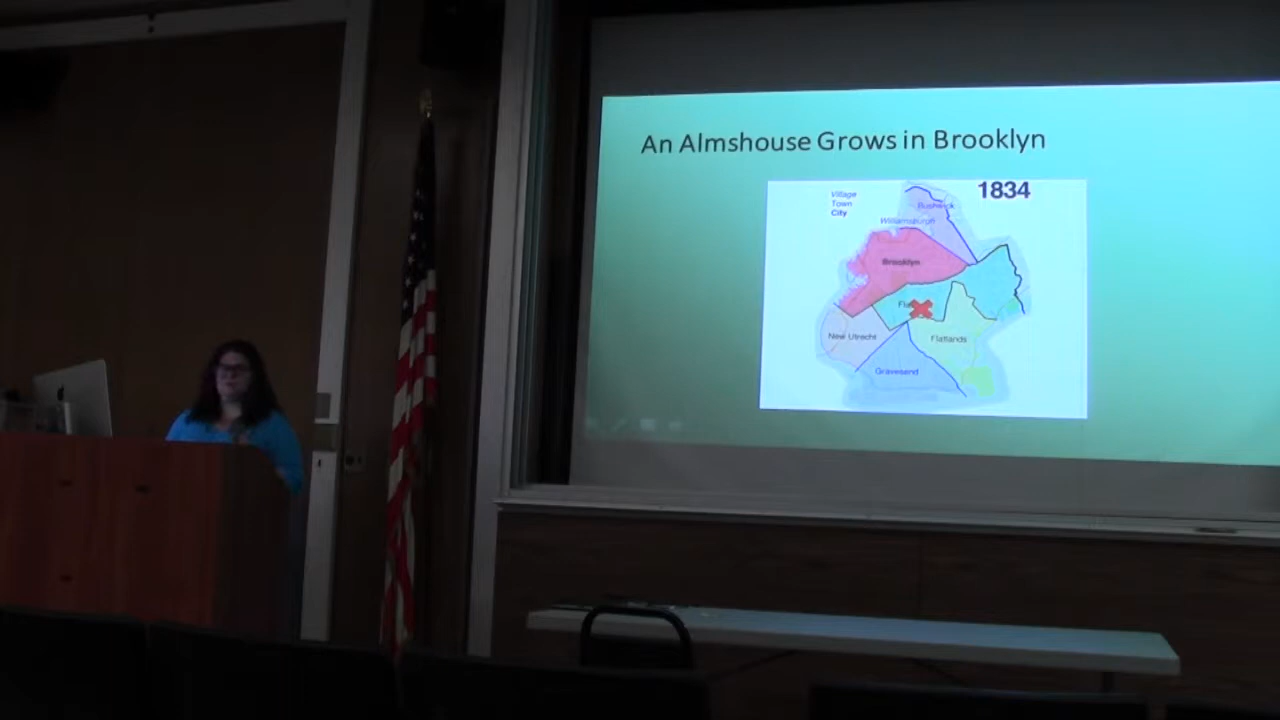 An Almshouse Grows in Brooklyn
1834
Village
Town
City
Bushwick
Williamsburgh
Brooklyn
New Utrecht
Flatlands
Gravesend